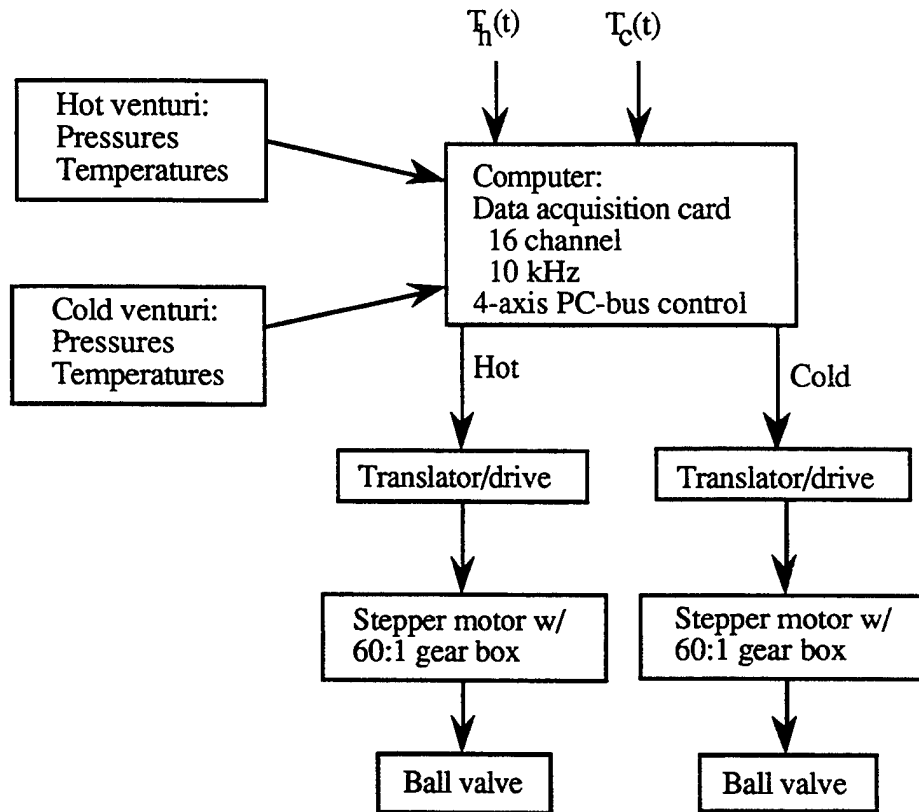 Th(t)
Tc(t)
Hot venturi:
Pressures
Temperatures
Computer:
Data acquisition card
16 channel
10 kHz
4-axis PC-bus control
Cold venturi:
Pressures
Temperatures
Hot
Cold
Translator/drive
Translator/drive
Stepper motor w/
60:1 gear box
Stepper motor w/
60:1 gear box
Ball valve
Ball valve